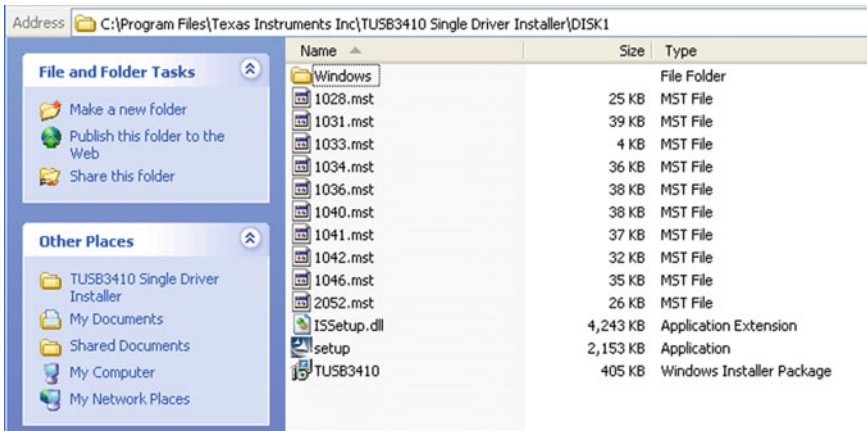 Address C:\Program Files\Texas Instruments Inc\TUSB3410 Single Driver Installer\DISK1
File and Folder Tasks
Make a new folder
Publish this folder to the
Web
Share this folder
Other Places
TUSB3410 Single Driver
Installer
My Documents
Shared Documents
My Computer
My Network Places
Name Size Type
Windows File Folder
1028.mst 25 KB MST File
1031.mst 39 KB MST File
1033.mst 4 KB MST File
1034.mst 36 KB MST File
1036.mst 38 KB MST File
1040.mst 38 KB MST File
1041.mst 37 KB MST File
1042.mst 32 KB MST File
1046.mst 35 KB MST File
2052.mst 26 KB MST File
ISSetup.dll 4,243 KB Application Extension
setup 2,153 KB Application
TUSB3410 405 KB Windows Installer Package